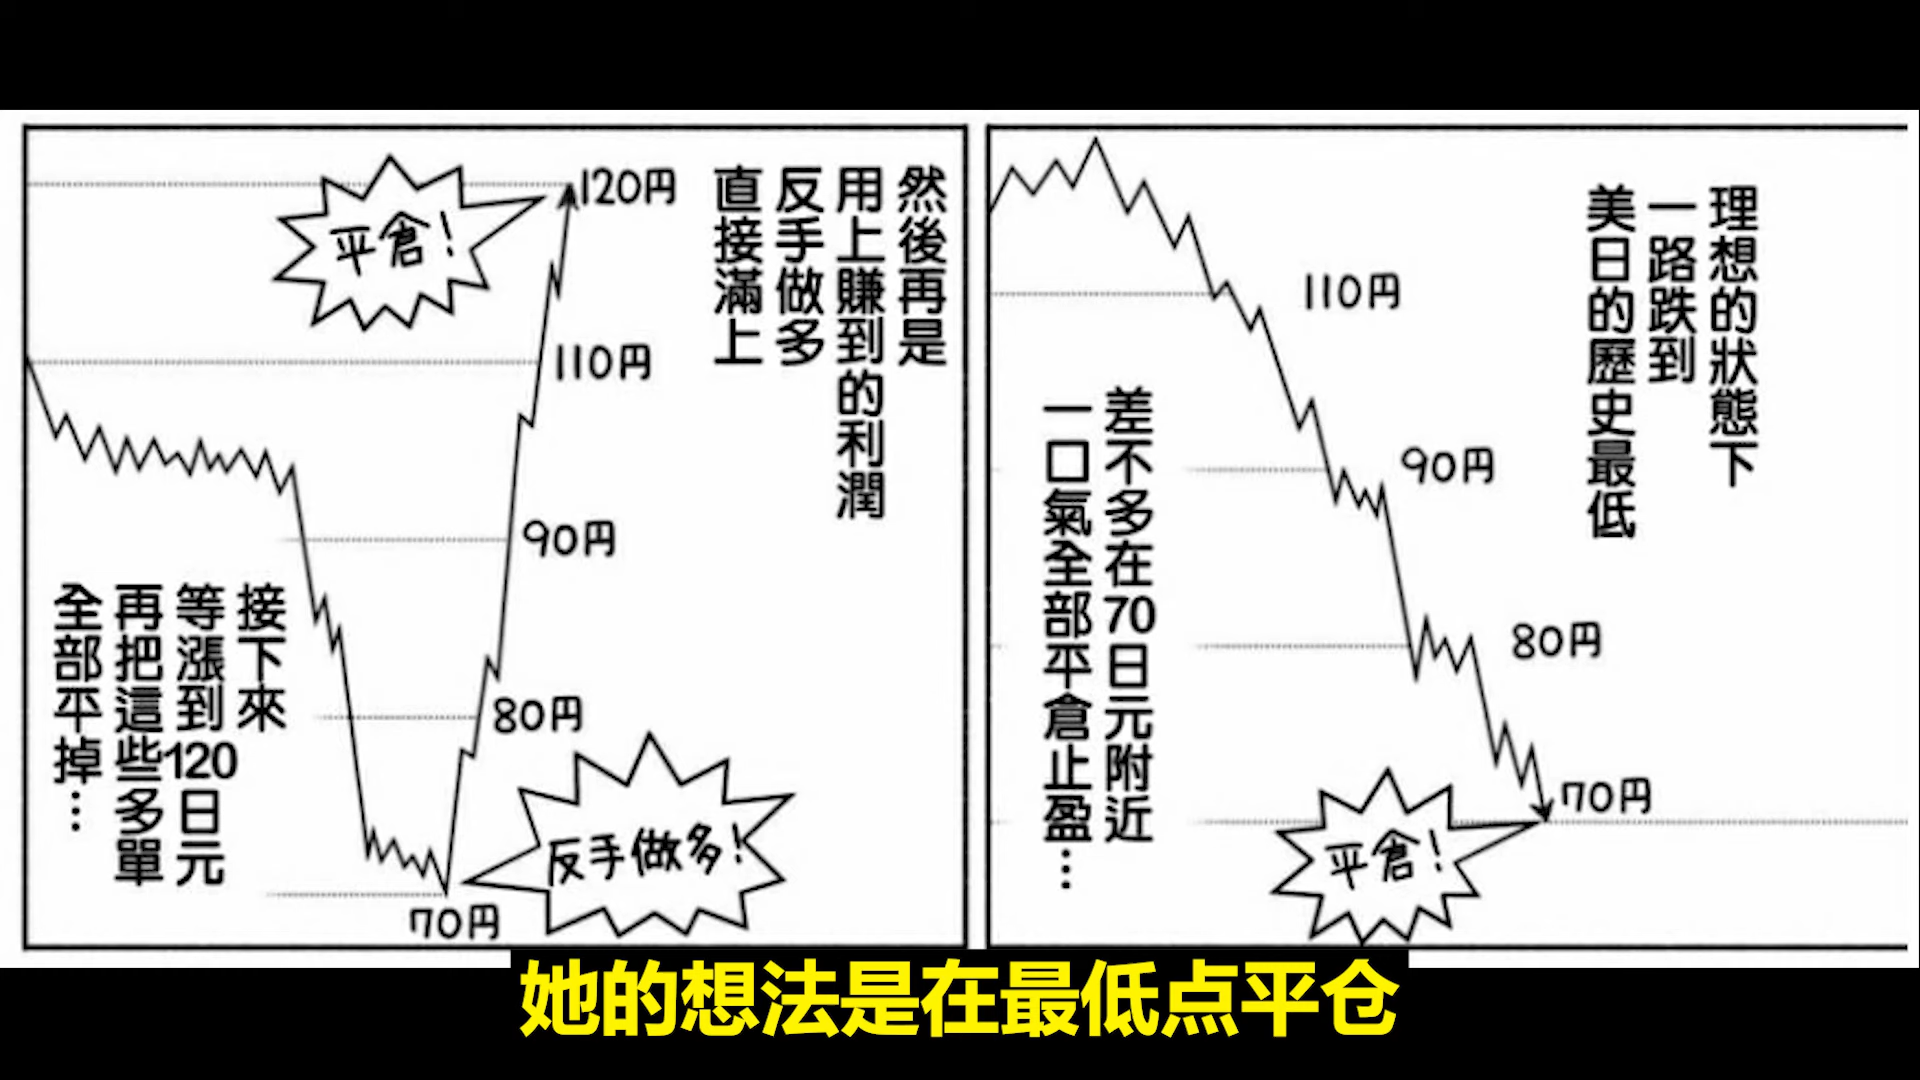 理想的狀態下
一路跌到
美日的歷史最低
110円
90円
80円
70円
差不多在70日元附近
一口氣全部平倉止盈…
平倉！
然後再是
用上賺到的利潤
反手做多
直接滿上
120円
平倉！
110円
90円
80円
70円
反手做多！
接下來
等漲到120日元
再把這些多單
全部平掉…
她的想法是在最低点平仓